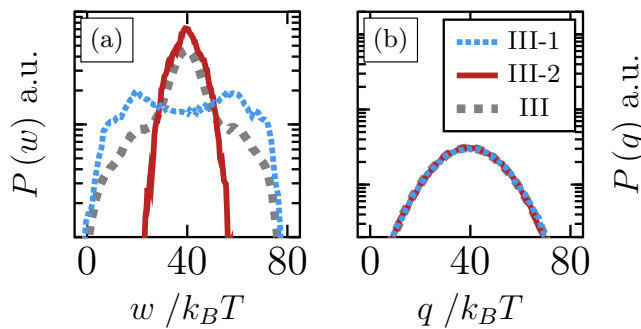 (a)
(b)
III-1
III-2
III
P (w) a.u.
P (q) a.u.
0 40 80
0 40 80
w /k_BT
q /k_BT